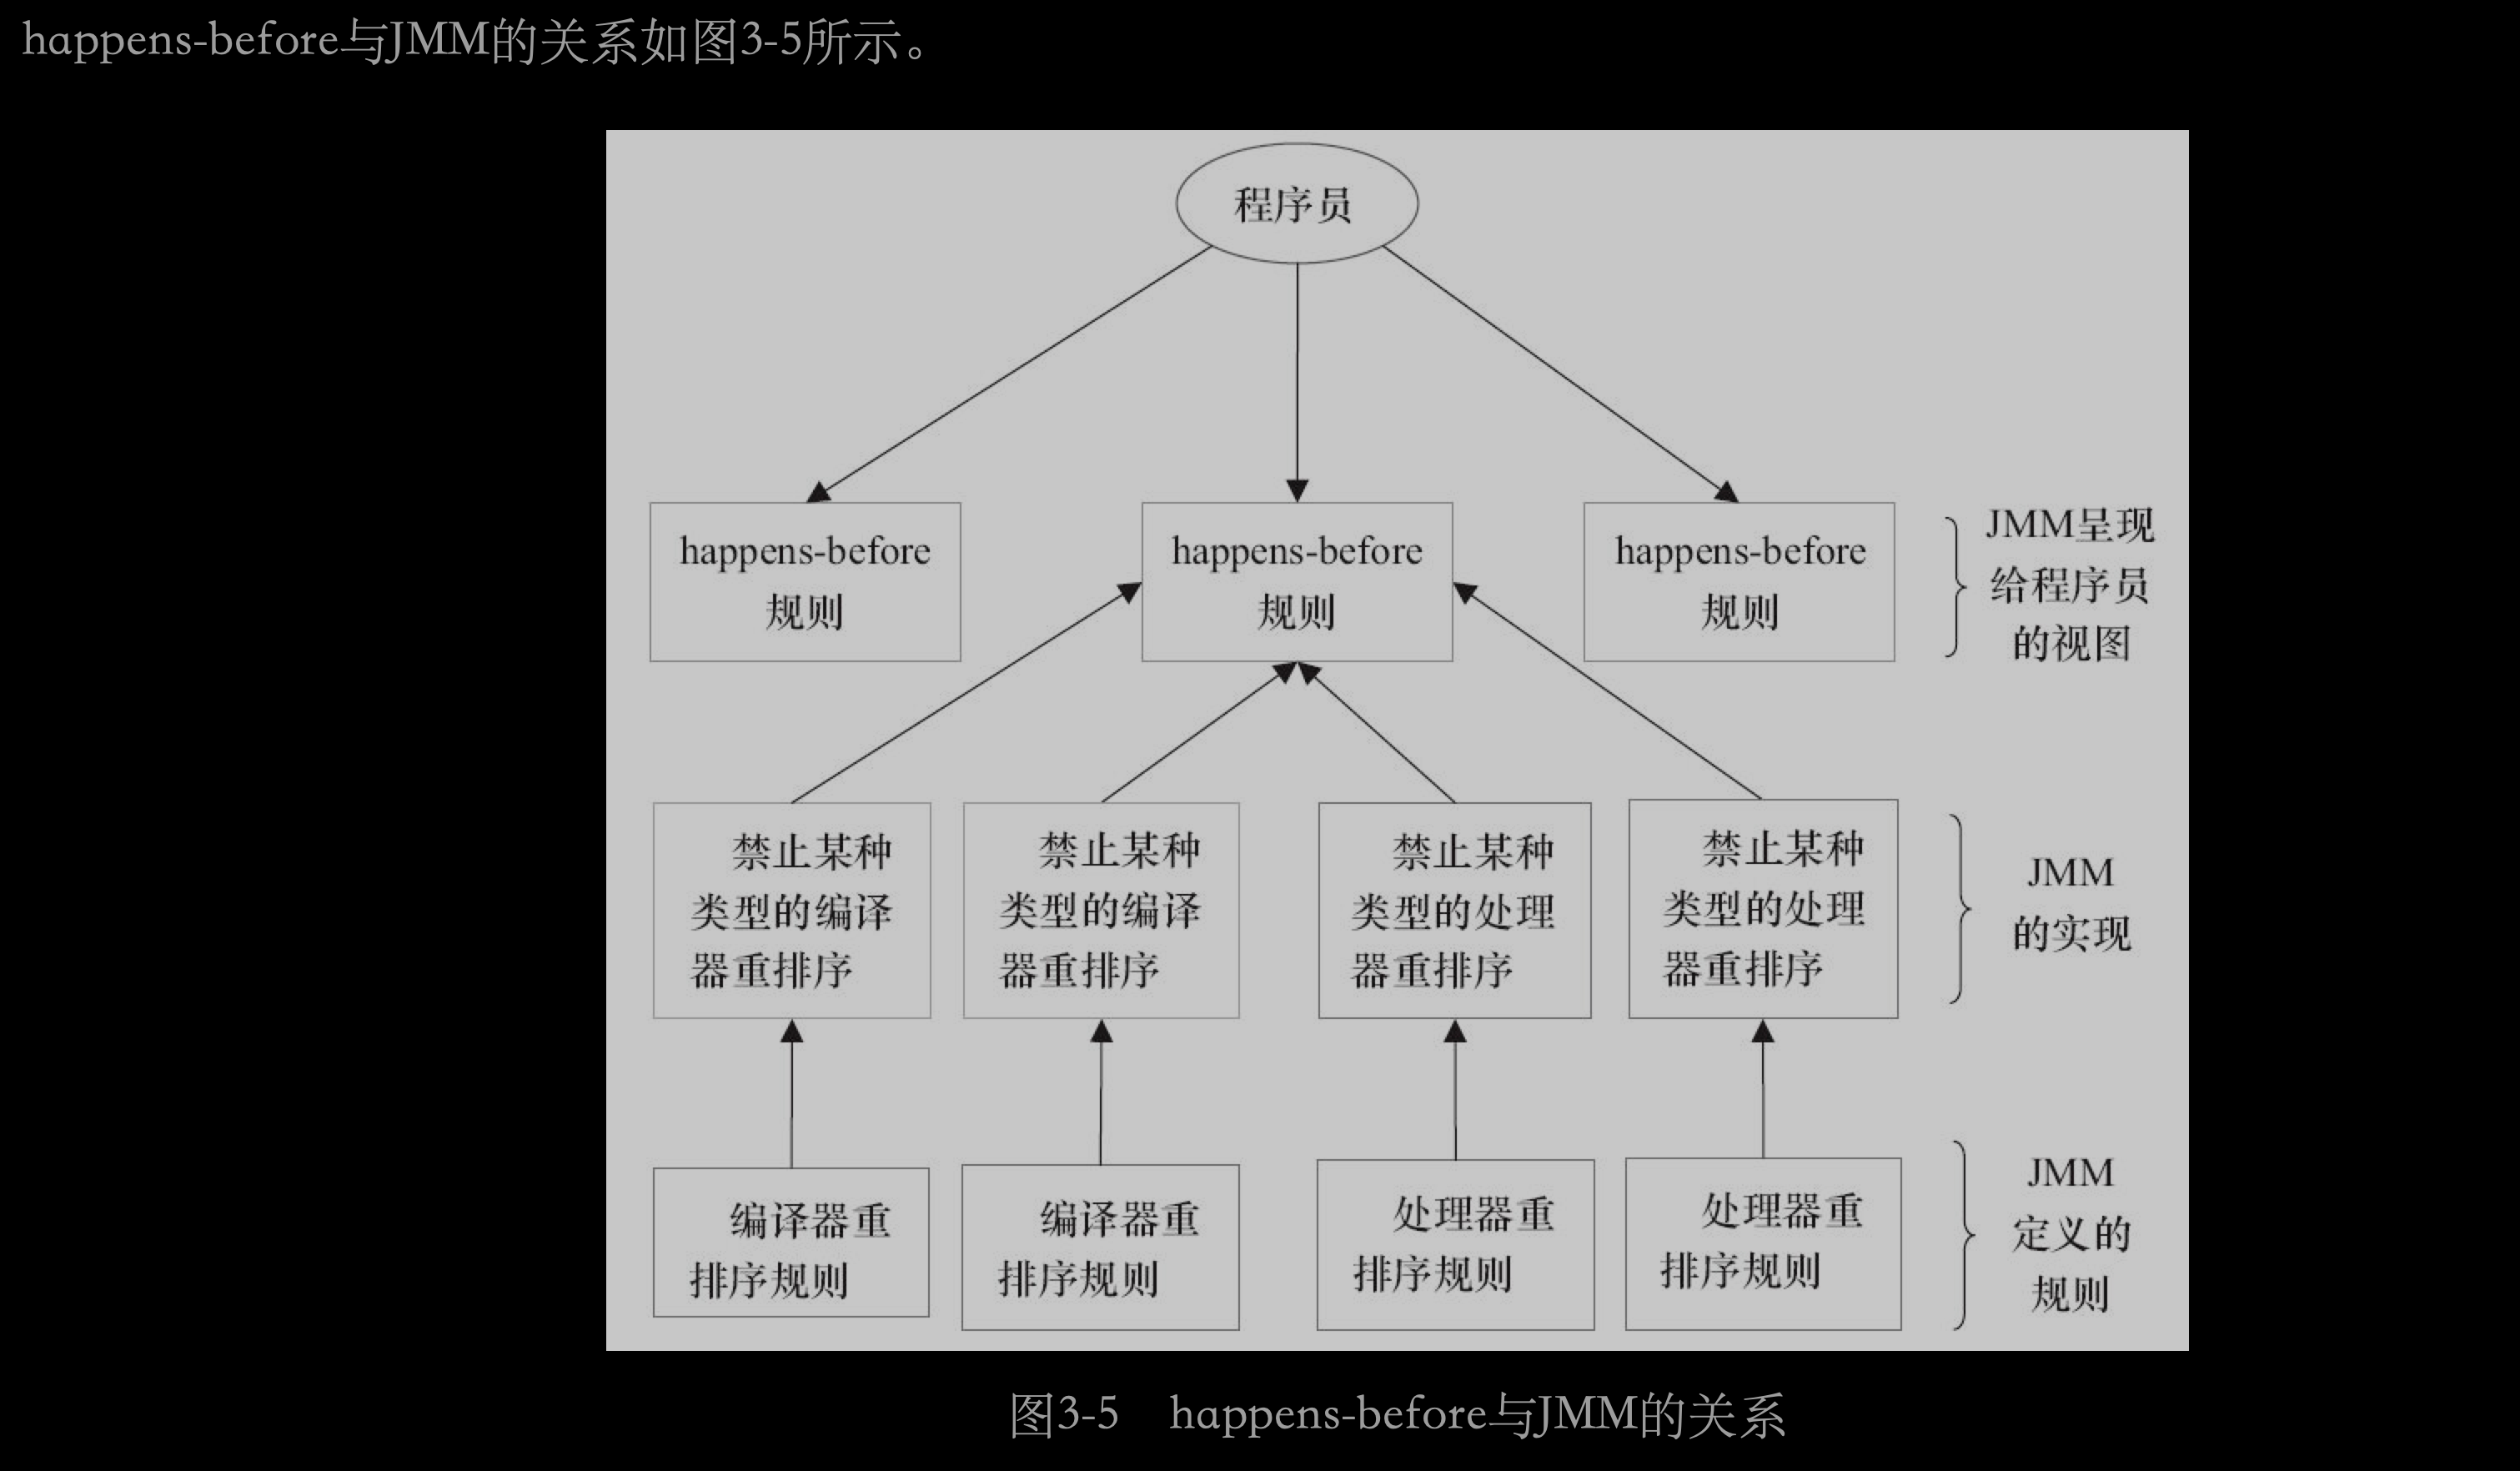 happens-before与JMM的关系如图3-5所示。
程序员
happens-before
规则
happens-before
规则
happens-before
规则
JMM呈现
给程序员
的视图
禁止某种
类型的编译
器重排序
禁止某种
类型的编译
器重排序
禁止某种
类型的处理
器重排序
禁止某种
类型的处理
器重排序
JMM
的实现
编译器重
排序规则
编译器重
排序规则
处理器重
排序规则
处理器重
排序规则
JMM
定义的
规则
图3-5 happens-before与JMM的关系